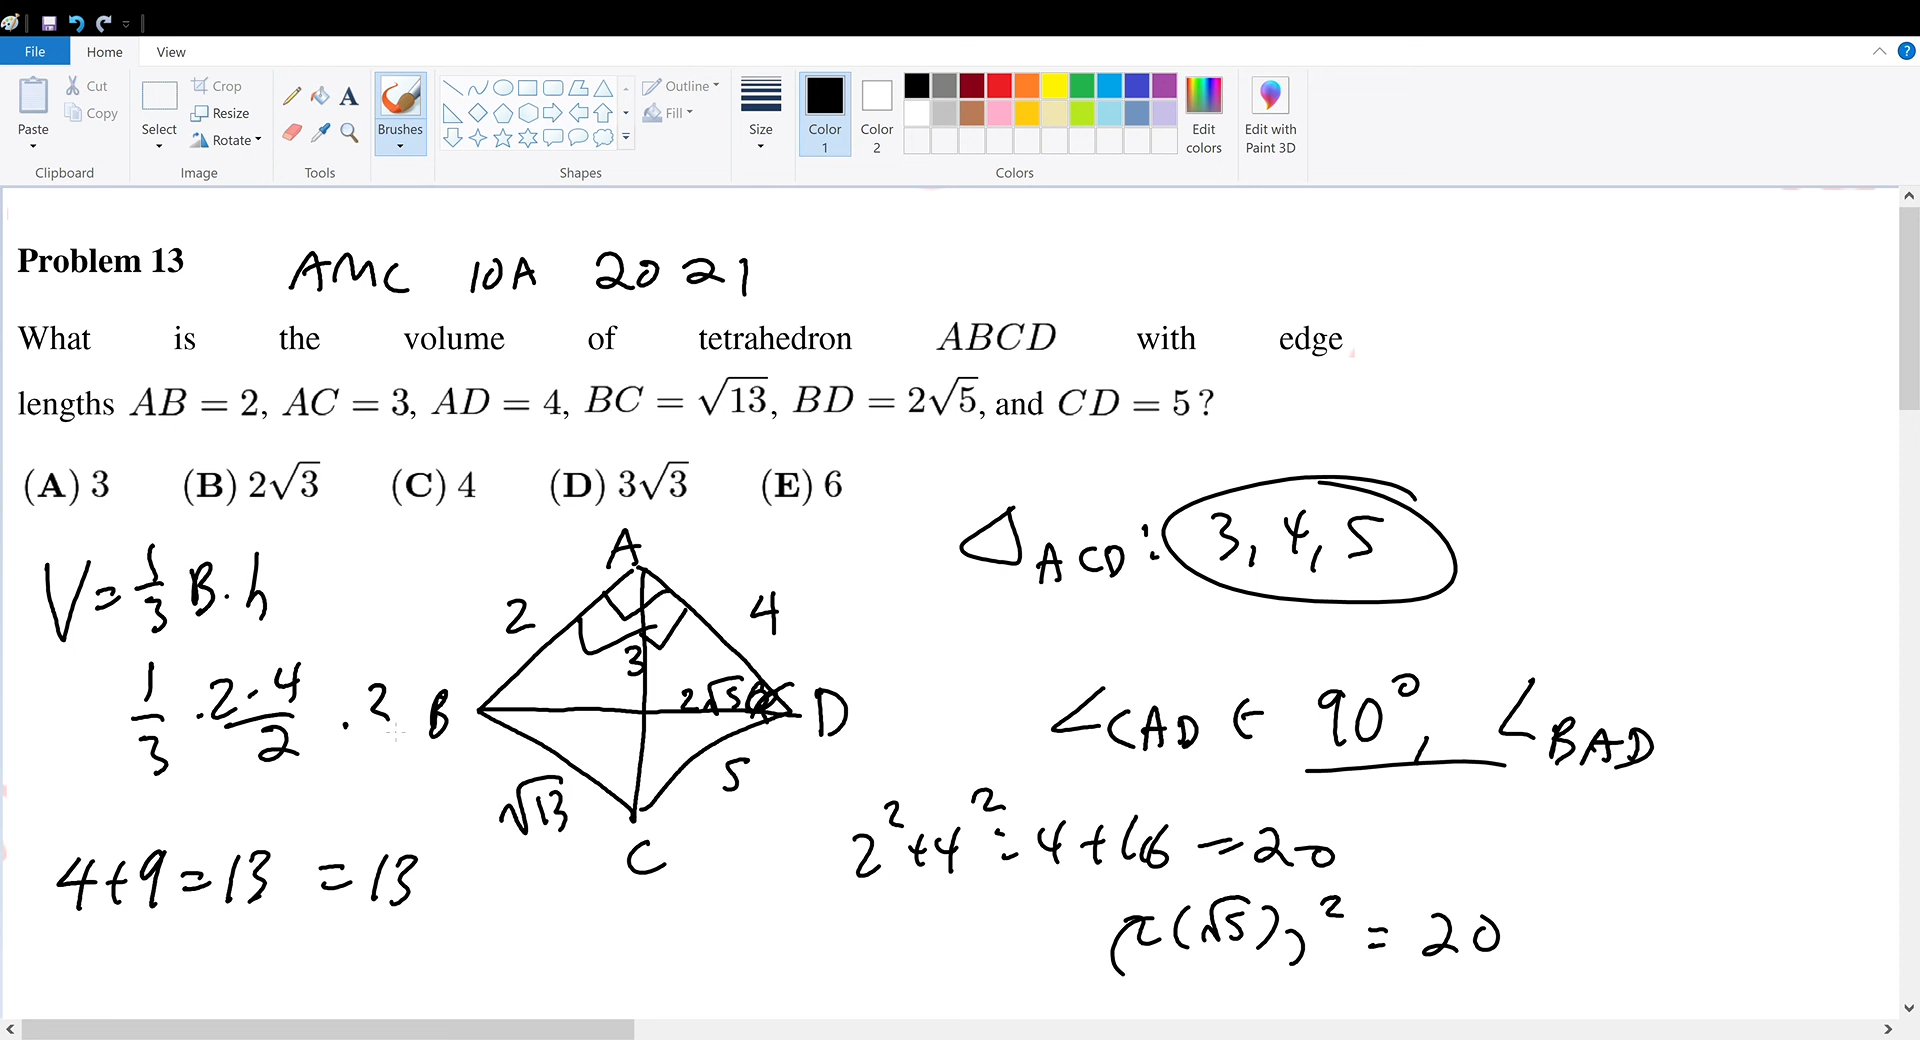 File Home View
Paste
Cut
Copy
Clipboard
Select
Crop
Resize
Rotate
Image
A
Tools
Brushes
Outline
Fill
Shapes
Size
Color 1
Color 2
Edit colors
Edit with Paint 3D
Colors
Problem 13 AMC 10A 2021
What is the volume of tetrahedron ABCD with edge
lengths AB = 2, AC = 3, AD = 4, BC = √13, BD = 2√5, and CD = 5 ?
(A) 3 (B) 2√3 (C) 4 (D) 3√3 (E) 6
△ACD: 3, 4, 5
V = 1/3 B · h
1/3 · 2·4/2 ·
A
2
4
3
B
2√5
D
√13
5
C
∠CAD 90°, ∠BAD
4+9=13 =13
2²+4² = 4+16 = 20
(2(√5))² = 20